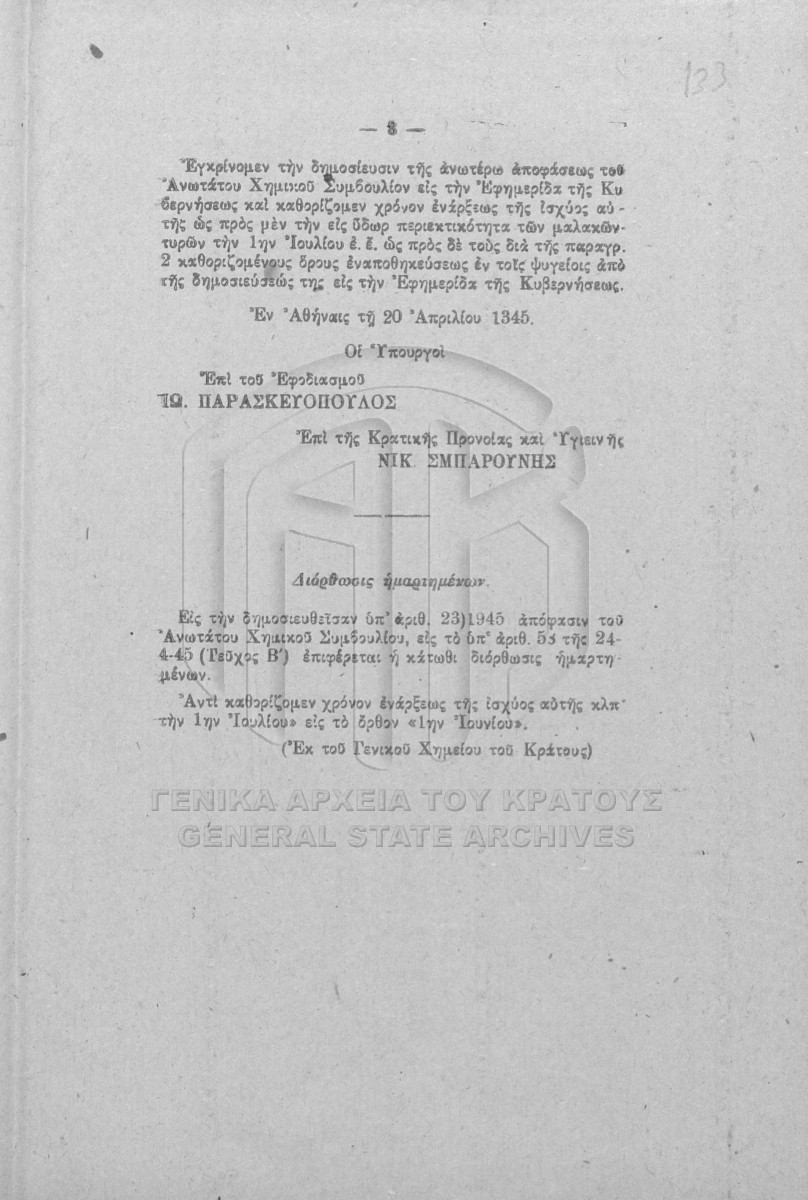 133
— 3 —
Ἐγκρίνομεν τὴν δημοσίευσιν τῆς ἀνωτέρω ἀποφάσεως τοῦ
Ἀνωτάτου Χημικοῦ Συμβουλίον εἰς τὴν Ἐφημερίδα τῆς Κυ
βερνήσεως καὶ καθορίζομεν χρόνον ἐνάρξεως τῆς ἰσχύος αὐ-
τῆς ὡς πρὸς μὲν τὴν εἰς ὕδωρ περιεκτικότητα τῶν μαλακῶν-
τυρῶν τὴν 1ην Ἰουλίου ἐ. ἔ. ὡς πρὸς δὲ τοὺς διὰ τῆς παραγρ.
2 καθοριζομένους ὅρους ἐναποθηκεύσεως ἐν τοῖς ψυγείοις ἀπὸ
τῆς δημοσιεύσεώς της εἰς τὴν Ἐφημερίδα τῆς Κυβερνήσεως.
Ἐν Ἀθήναις τῇ 20 Ἀπριλίου 1345.
Οἱ Ὑπουργοὶ
Ἐπὶ τοῦ Ἐφοδιασμοῦ
ΙΩ. ΠΑΡΑΣΚΕΥΟΠΟΥΛΟΣ
Ἐπὶ τῆς Κρατικῆς Προνοίας καὶ Ὑγιεινῆς
ΝΙΚ ΣΜΠΑΡΟΥΝΗΣ
Διόρθωσις ἡμαρτημένων.
Εἰς τὴν δημοσιευθεῖσαν ὑπ' ἀριθ. 23)1945 ἀπόφασιν τοῦ
Ἀνωτάτου Χημικοῦ Συμβουλίου, εἰς τὸ ὑπ' ἀριθ. 53 τῆς 24-
4-45 (Τεῦχος Β') ἐπιφέρεται ἡ κάτωθι διόρθωσις ἡμαρτη-
μένων.
Ἀντὶ καθορίζομεν χρόνον ἐνάρξεως τῆς ἰσχύος αὐτῆς κλπ
τὴν 1ην Ἰουλίου» εἰς τὸ ὀρθον «1ην Ἰουνίου».
(Ἐκ τοῦ Γενικοῦ Χημείου τοῦ Κράτους)
ΓΕΝΙΚΑ ΑΡΧΕΙΑ ΤΟΥ ΚΡΑΤΟΥΣ
GENERAL STATE ARCHIVES